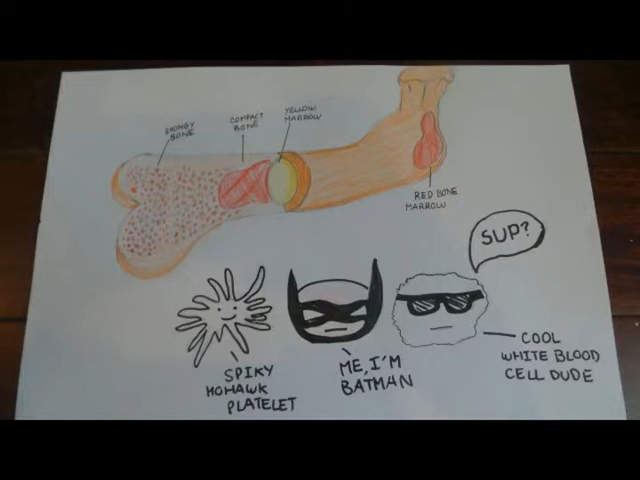 SPONGY
BONE
COMPACT
BONE
YELLOW
MARROW
RED BONE
MARROW
SUP?
SPIKY
MOHAWK
PLATELET
ME, I'M
BATMAN
COOL
WHITE BLOOD
CELL DUDE